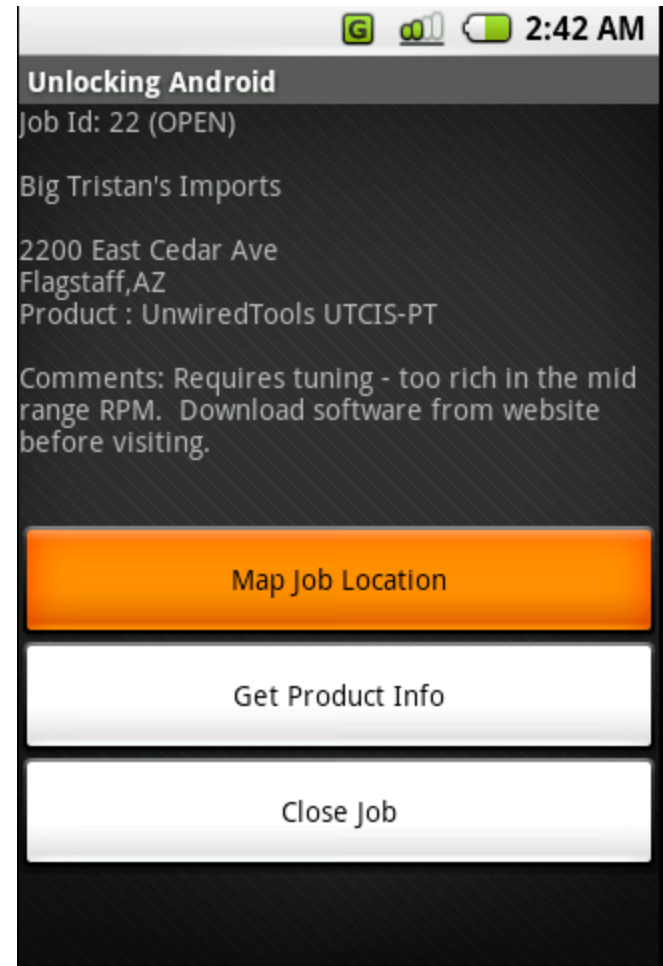 G 2:42 AM
Unlocking Android
Job Id: 22 (OPEN)
Big Tristan's Imports
2200 East Cedar Ave
Flagstaff,AZ
Product : UnwiredTools UTCIS-PT
Comments: Requires tuning - too rich in the mid
range RPM.  Download software from website
before visiting.
Map Job Location
Get Product Info
Close Job